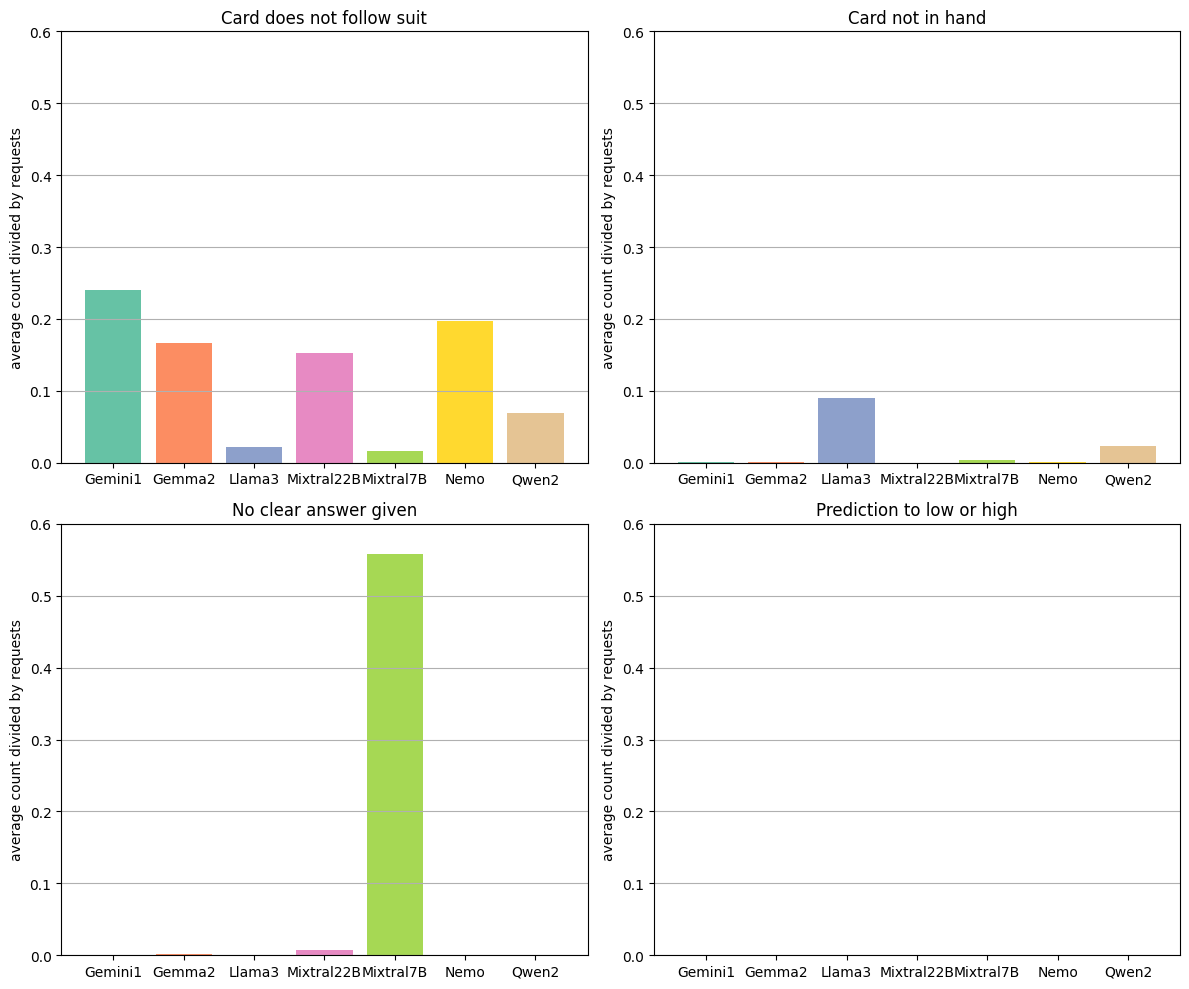 Card does not follow suit
average count divided by requests
0.6
0.5
0.4
0.3
0.2
0.1
0.0
Gemini1 Gemma2 Llama3 Mixtral22B Mixtral7B Nemo Qwen2
Card not in hand
average count divided by requests
0.6
0.5
0.4
0.3
0.2
0.1
0.0
Gemini1 Gemma2 Llama3 Mixtral22B Mixtral7B Nemo Qwen2
No clear answer given
average count divided by requests
0.6
0.5
0.4
0.3
0.2
0.1
0.0
Gemini1 Gemma2 Llama3 Mixtral22B Mixtral7B Nemo Qwen2
Prediction to low or high
average count divided by requests
0.6
0.5
0.4
0.3
0.2
0.1
0.0
Gemini1 Gemma2 Llama3 Mixtral22B Mixtral7B Nemo Qwen2